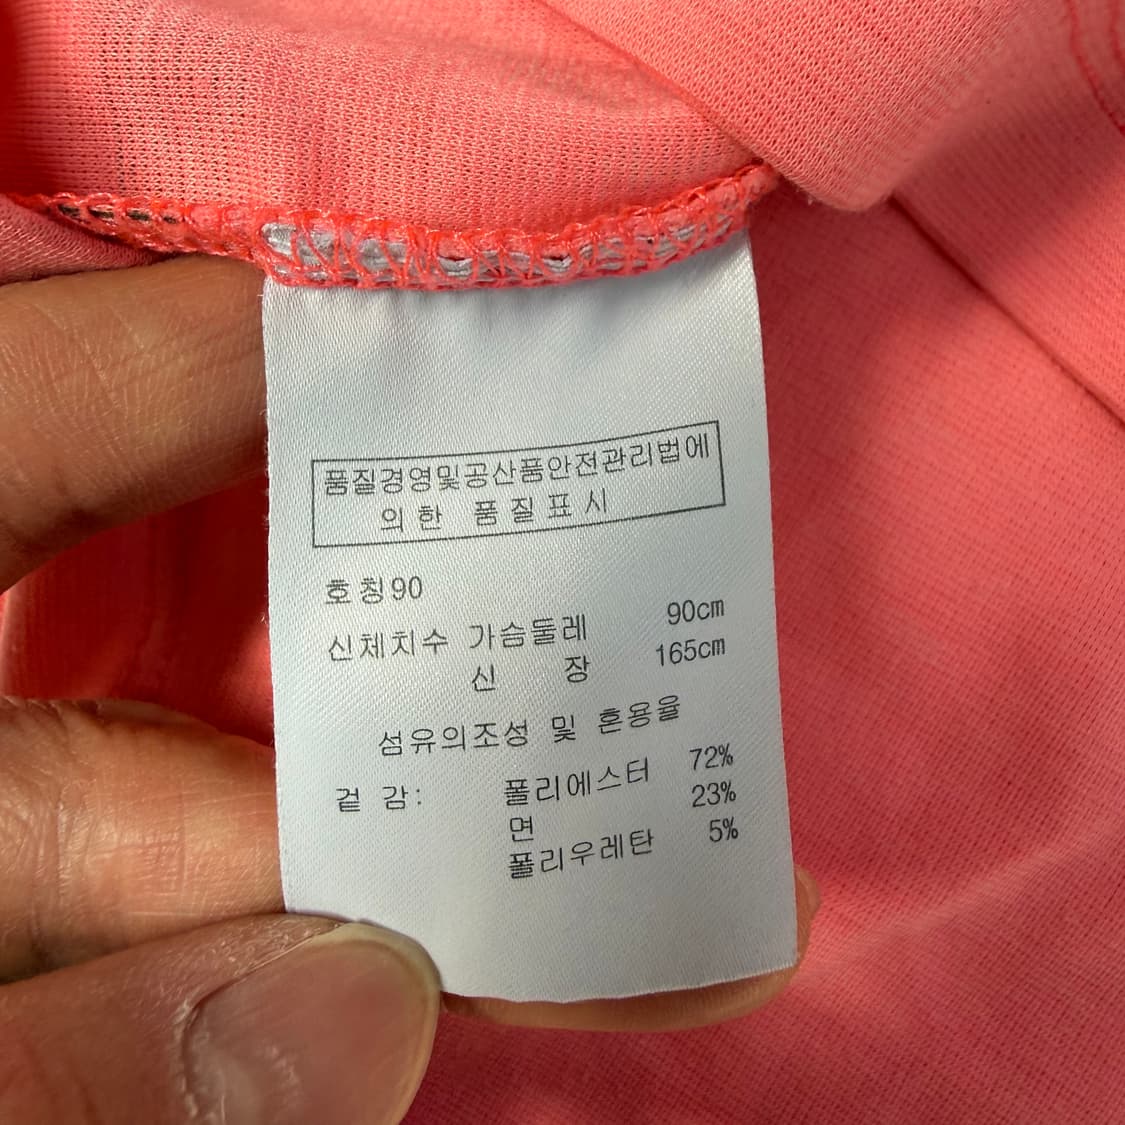 품질경영및공산품안전관리법에
의한 품질표시
호칭90
신체치수 가슴둘레 90cm
신 장 165cm
섬유의조성 및 혼용율
겉 감: 폴리에스터 72%
면 23%
폴리우레탄 5%